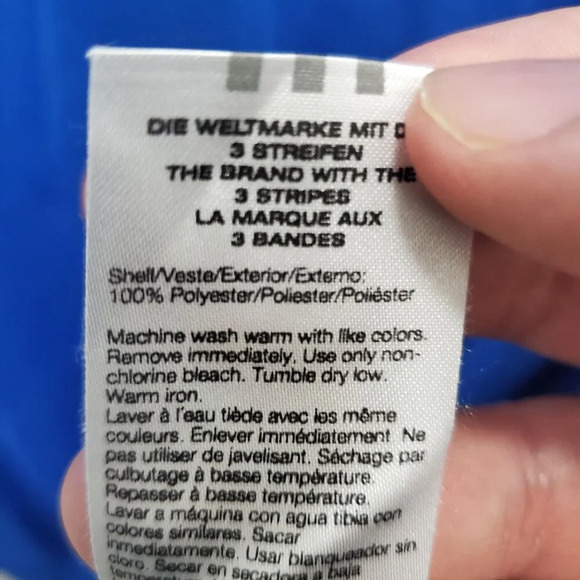 DIE WELTMARKE MIT D
3 STREIFEN
THE BRAND WITH THE
3 STRIPES
LA MARQUE AUX
3 BANDES
Shell/Veste/Exterior/Externo:
100% Polyester/Poliester/Poliéster
Machine wash warm with like colors.
Remove immediately. Use only non-
chlorine bleach. Tumble dry low.
Warm iron.
Laver à l'eau tiède avec les même
couleurs. Enlever immédiatement. Ne
pas utiliser de javelisant. Séchage par
culbutage à basse température.
Repasser à basse température.
Lavar a máquina con agua tibia con
colores similares. Sacar
inmediatamente. Usar blanqueador sin
cloro. Secar en secadora a baja